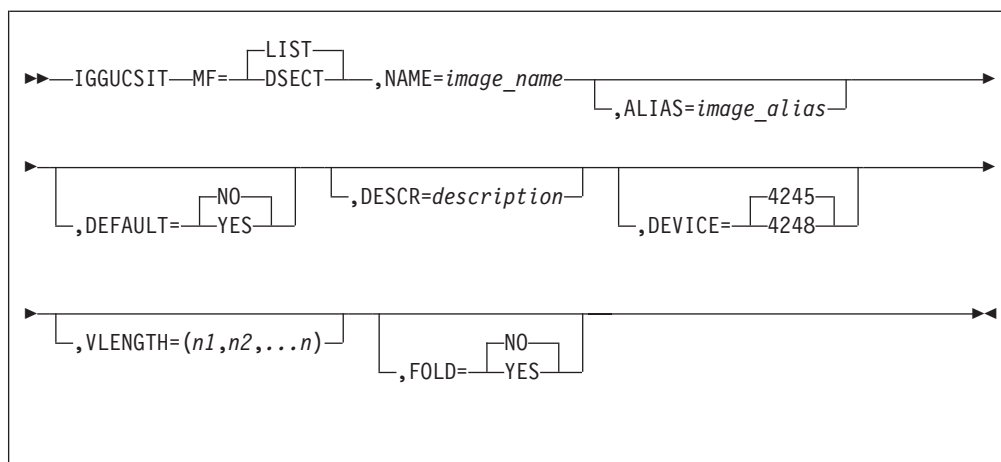 LIST
IGGUCSIT MF= DSECT ,NAME=image_name
,ALIAS=image_alias
NO 4245
,DEFAULT= YES ,DESCR=description ,DEVICE= 4248
NO
,VLENGTH=(n1,n2,...n) ,FOLD= YES